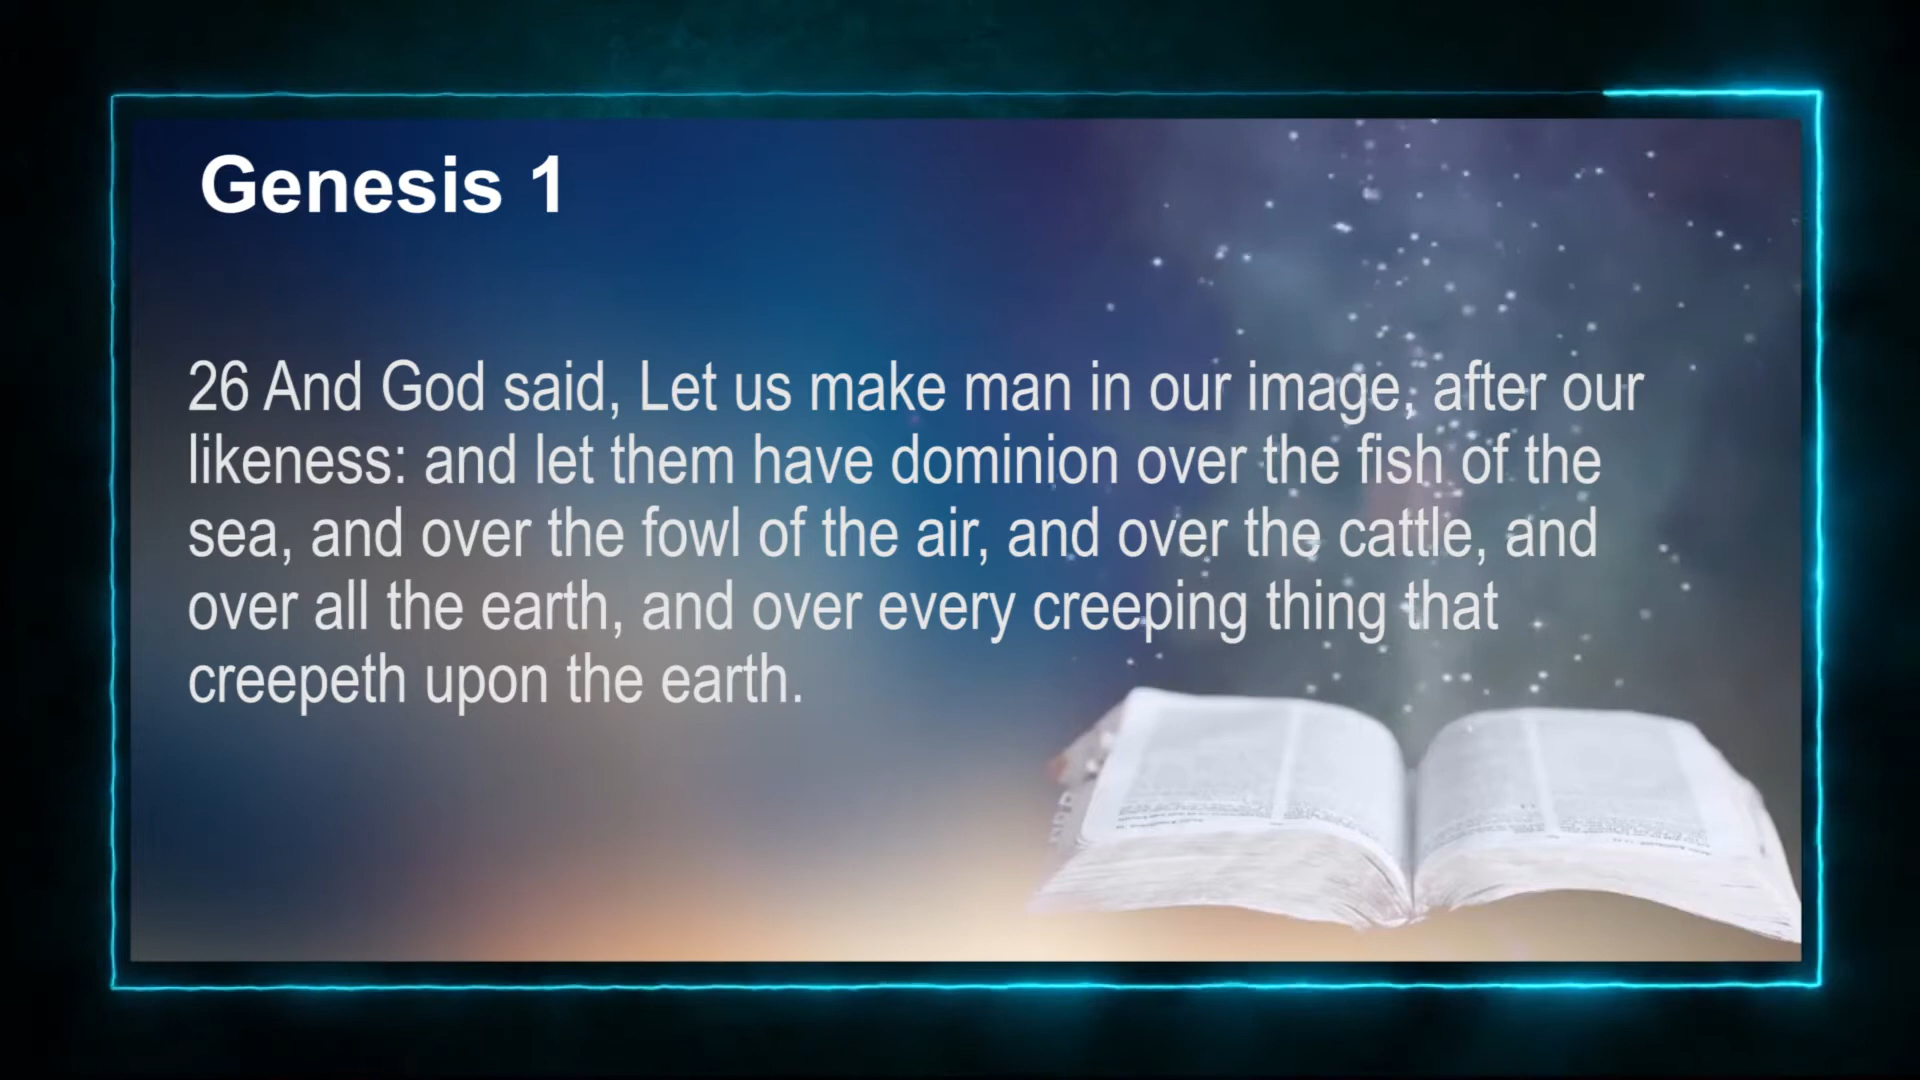 Genesis 1
26 And God said, Let us make man in our image, after our
likeness: and let them have dominion over the fish of the
sea, and over the fowl of the air, and over the cattle, and
over all the earth, and over every creeping thing that
creepeth upon the earth.